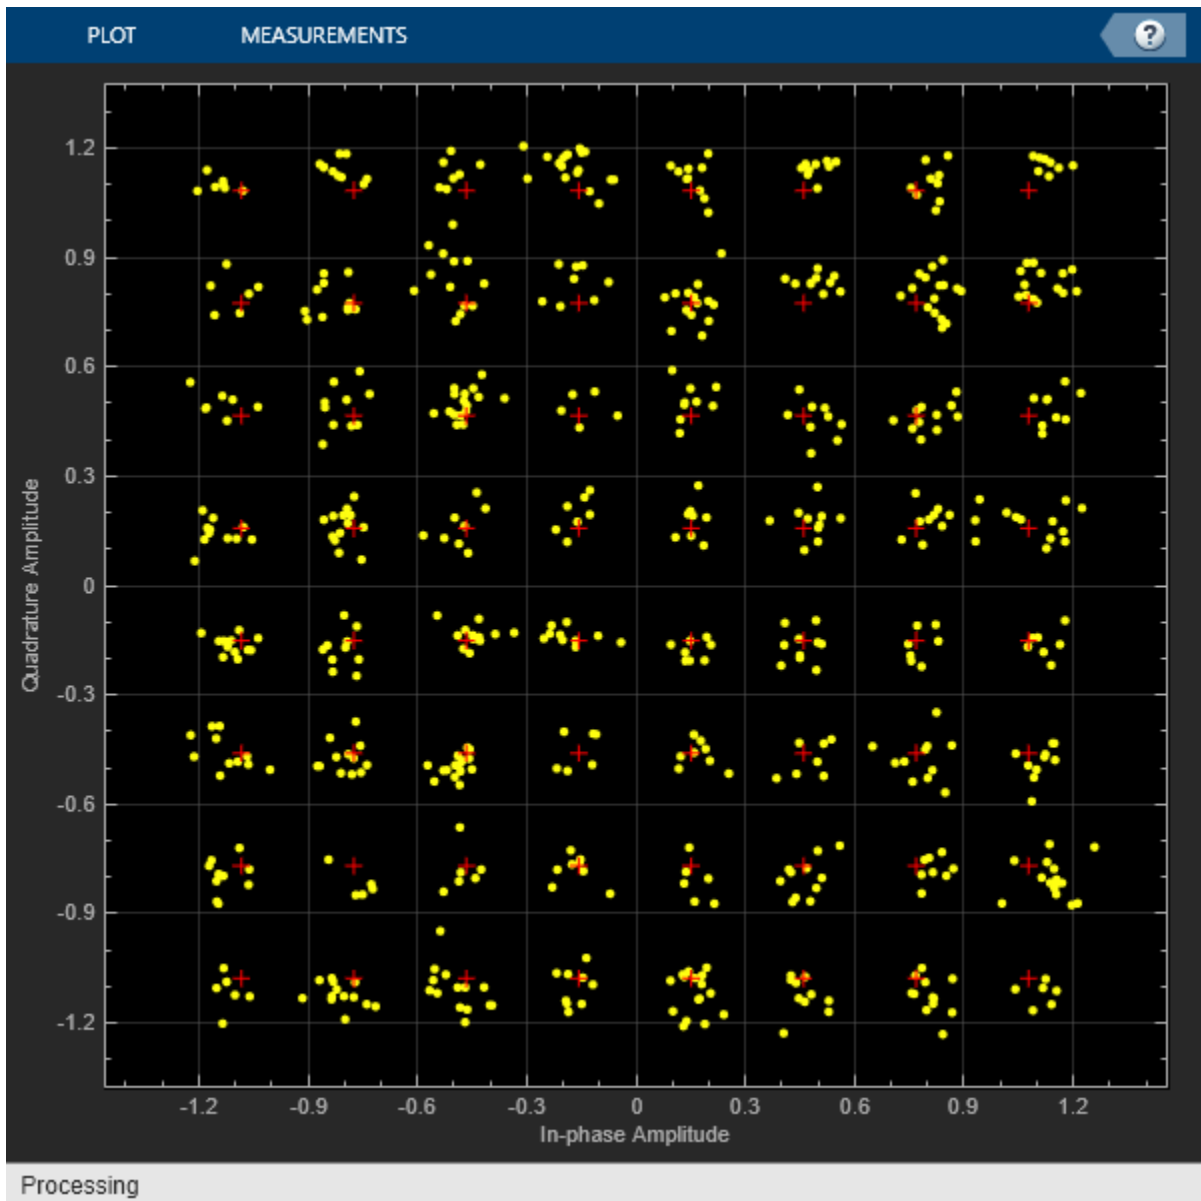 PLOT MEASUREMENTS ?
1.2
0.9
0.6
0.3
0
-0.3
-0.6
-0.9
-1.2
Quadrature Amplitude
-1.2 -0.9 -0.6 -0.3 0 0.3 0.6 0.9 1.2
In-phase Amplitude
Processing